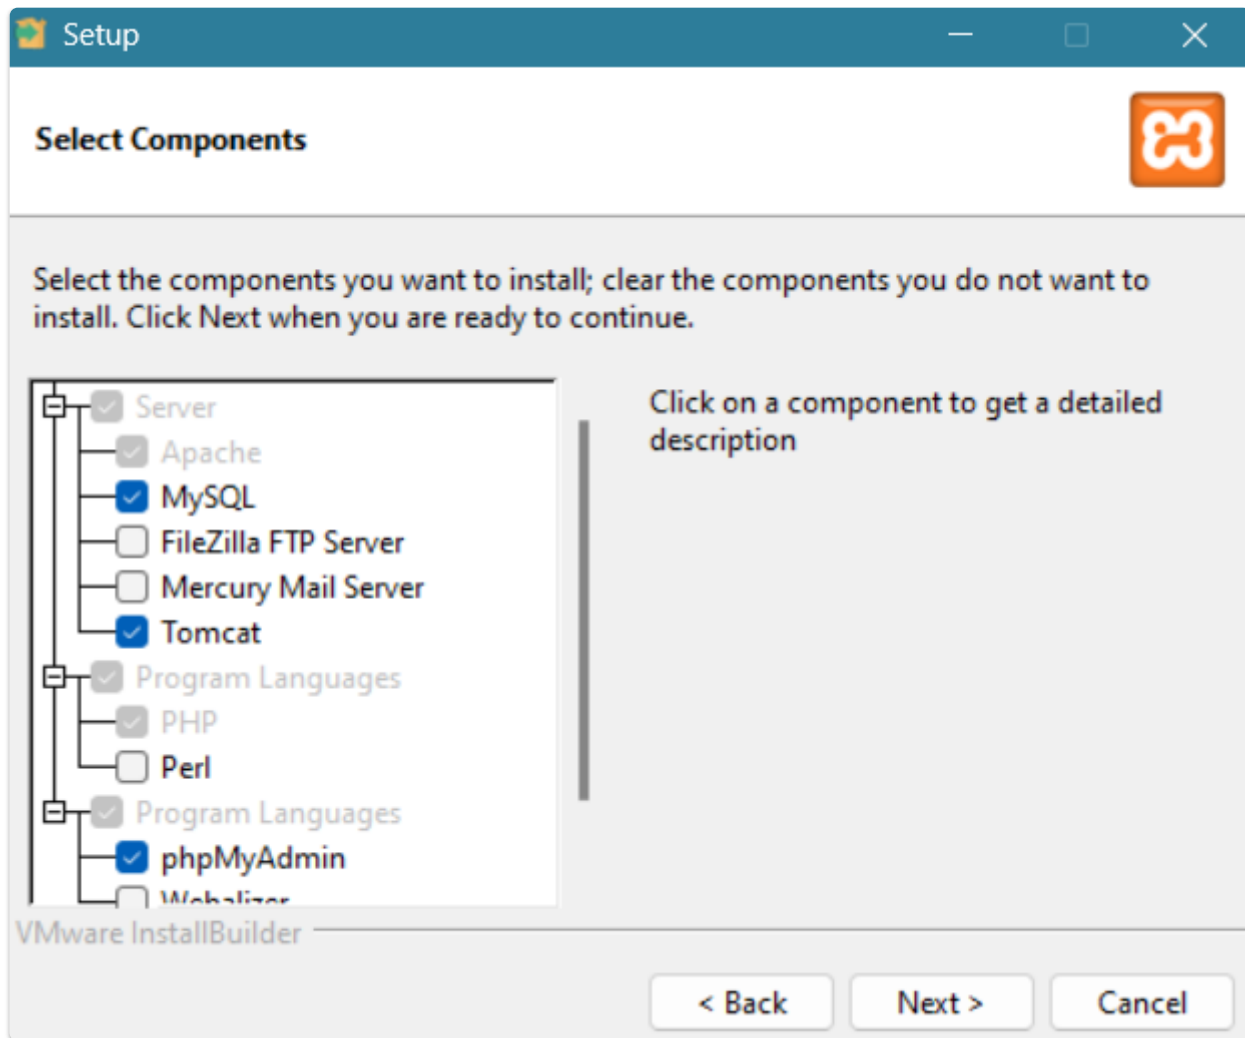 Setup
Select Components
Select the components you want to install; clear the components you do not want to
install. Click Next when you are ready to continue.
Server
Apache
MySQL
FileZilla FTP Server
Mercury Mail Server
Tomcat
Program Languages
PHP
Perl
Program Languages
phpMyAdmin
Webalizer
Click on a component to get a detailed
description
VMware InstallBuilder
< Back
Next >
Cancel